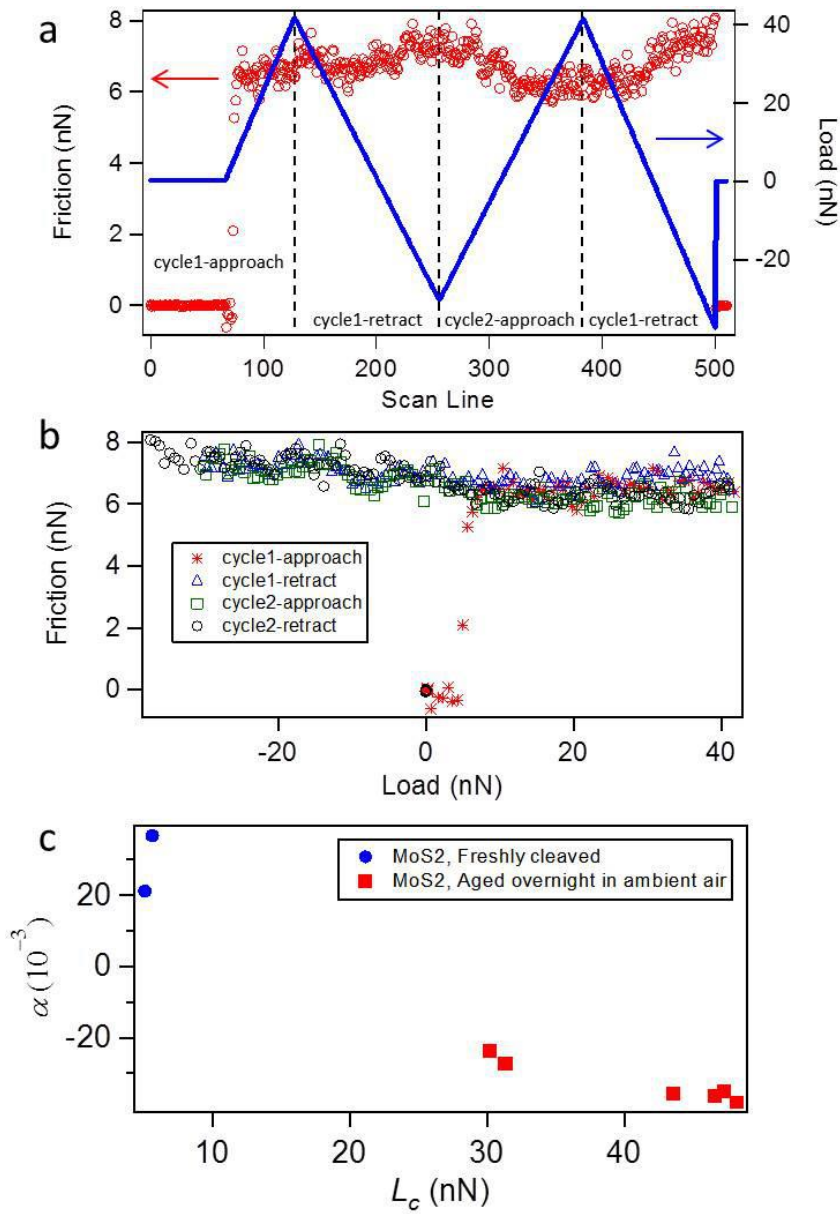 a
8
6
4
2
0
Friction (nN)
40
20
0
-20
Load (nN)
cycle1-approach
cycle1-retract
cycle2-approach
cycle1-retract
0
100
200
300
400
500
Scan Line
b
8
6
4
2
0
Friction (nN)
cycle1-approach
cycle1-retract
cycle2-approach
cycle2-retract
-20
0
20
40
Load (nN)
c
20
0
-20
α (10⁻³)
MoS2, Freshly cleaved
MoS2, Aged overnight in ambient air
10
20
30
40
L_c (nN)